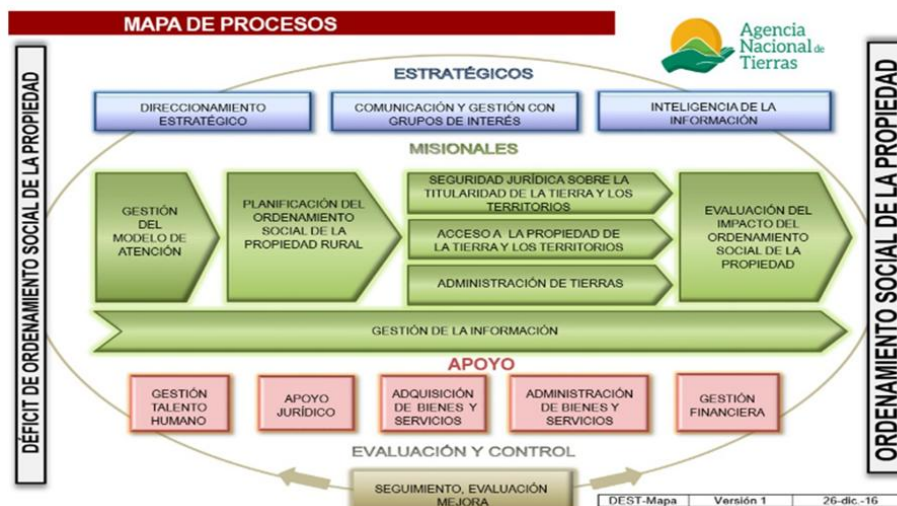 MAPA DE PROCESOS
Agencia
Nacional de
Tierras
DÉFICIT DE ORDENAMIENTO SOCIAL DE LA PROPIEDAD
ESTRATÉGICOS
DIRECCIONAMIENTO
ESTRATÉGICO
COMUNICACIÓN Y GESTIÓN CON
GRUPOS DE INTERÉS
INTELIGENCIA DE LA
INFORMACIÓN
MISIONALES
GESTIÓN
DEL
MODELO DE
ATENCIÓN
PLANIFICACIÓN DEL
ORDENAMIENTO
SOCIAL DE LA
PROPIEDAD RURAL
SEGURIDAD JURÍDICA SOBRE LA
TITULARIDAD DE LA TIERRA Y LOS
TERRITORIOS
ACCESO A LA PROPIEDAD DE
LA TIERRA Y LOS TERRITORIOS
ADMINISTRACIÓN DE TIERRAS
EVALUACIÓN DEL
IMPACTO DEL
ORDENAMIENTO
SOCIAL DE LA
PROPIEDAD
GESTIÓN DE LA INFORMACIÓN
APOYO
GESTIÓN
TALENTO
HUMANO
APOYO
JURÍDICO
ADQUISICIÓN
DE BIENES Y
SERVICIOS
ADMINISTRACIÓN
DE BIENES Y
SERVICIOS
GESTIÓN
FINANCIERA
EVALUACIÓN Y CONTROL
SEGUIMIENTO, EVALUACIÓN
MEJORA
ORDENAMIENTO SOCIAL DE LA PROPIEDAD
DEST-Mapa Versión 1 26-dic.-16